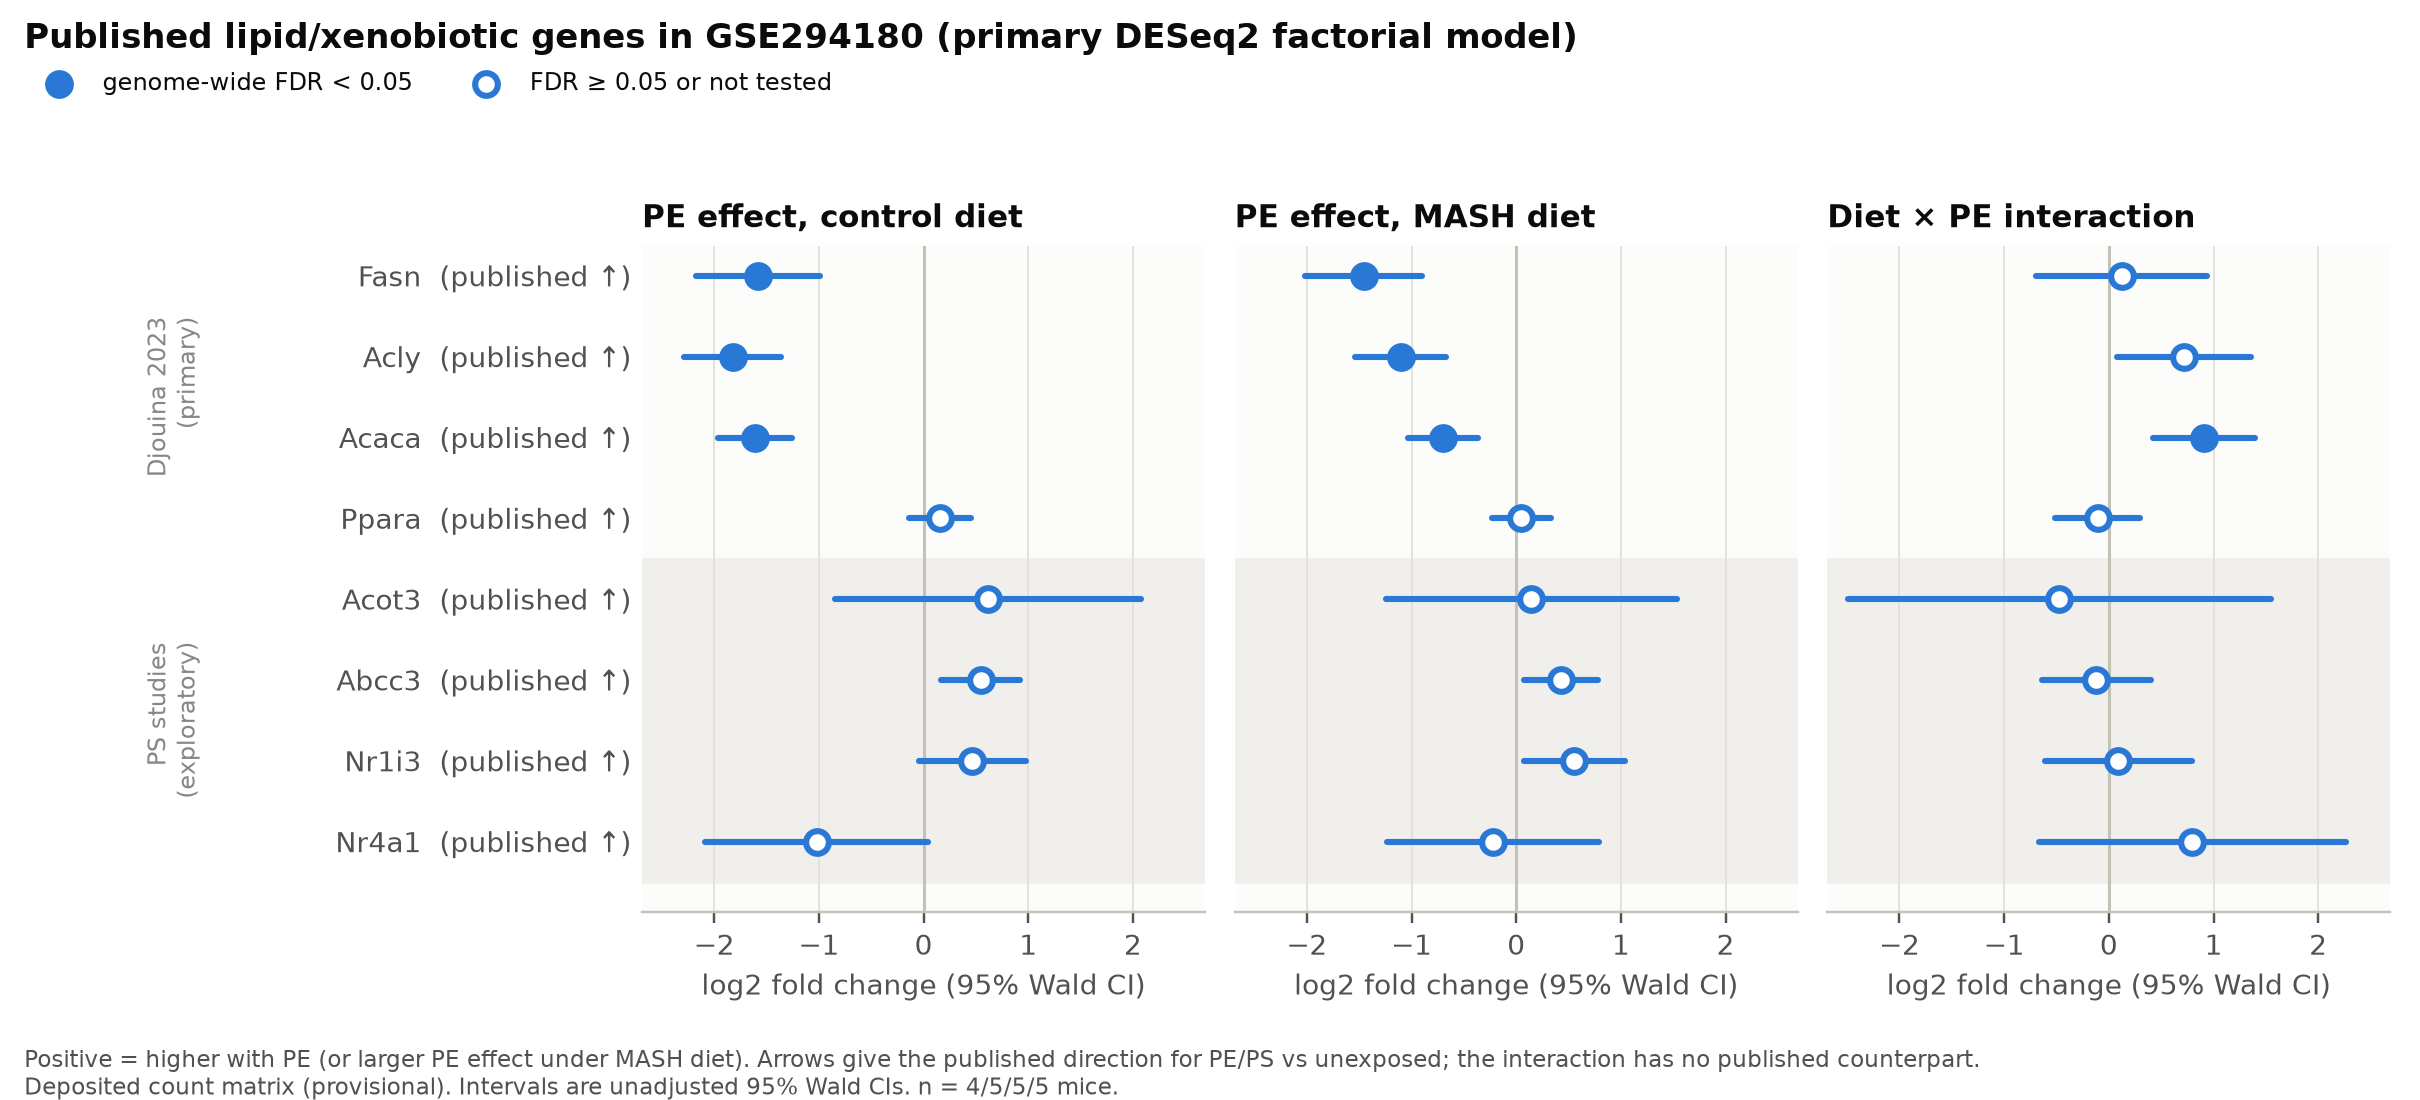 Published lipid/xenobiotic genes in GSE294180 (primary DESeq2 factorial model)
genome-wide FDR < 0.05
FDR ≥ 0.05 or not tested
PE effect, control diet
PE effect, MASH diet
Diet × PE interaction
Djouina 2023
(primary)
Fasn (published ↑)
Acly (published ↑)
Acaca (published ↑)
Ppara (published ↑)
PS studies
(exploratory)
Acot3 (published ↑)
Abcc3 (published ↑)
Nr1i3 (published ↑)
Nr4a1 (published ↑)
−2 −1 0 1 2
−2 −1 0 1 2
−2 −1 0 1 2
log2 fold change (95% Wald CI)
log2 fold change (95% Wald CI)
log2 fold change (95% Wald CI)
Positive = higher with PE (or larger PE effect under MASH diet). Arrows give the published direction for PE/PS vs unexposed; the interaction has no published counterpart.
Deposited count matrix (provisional). Intervals are unadjusted 95% Wald CIs. n = 4/5/5/5 mice.